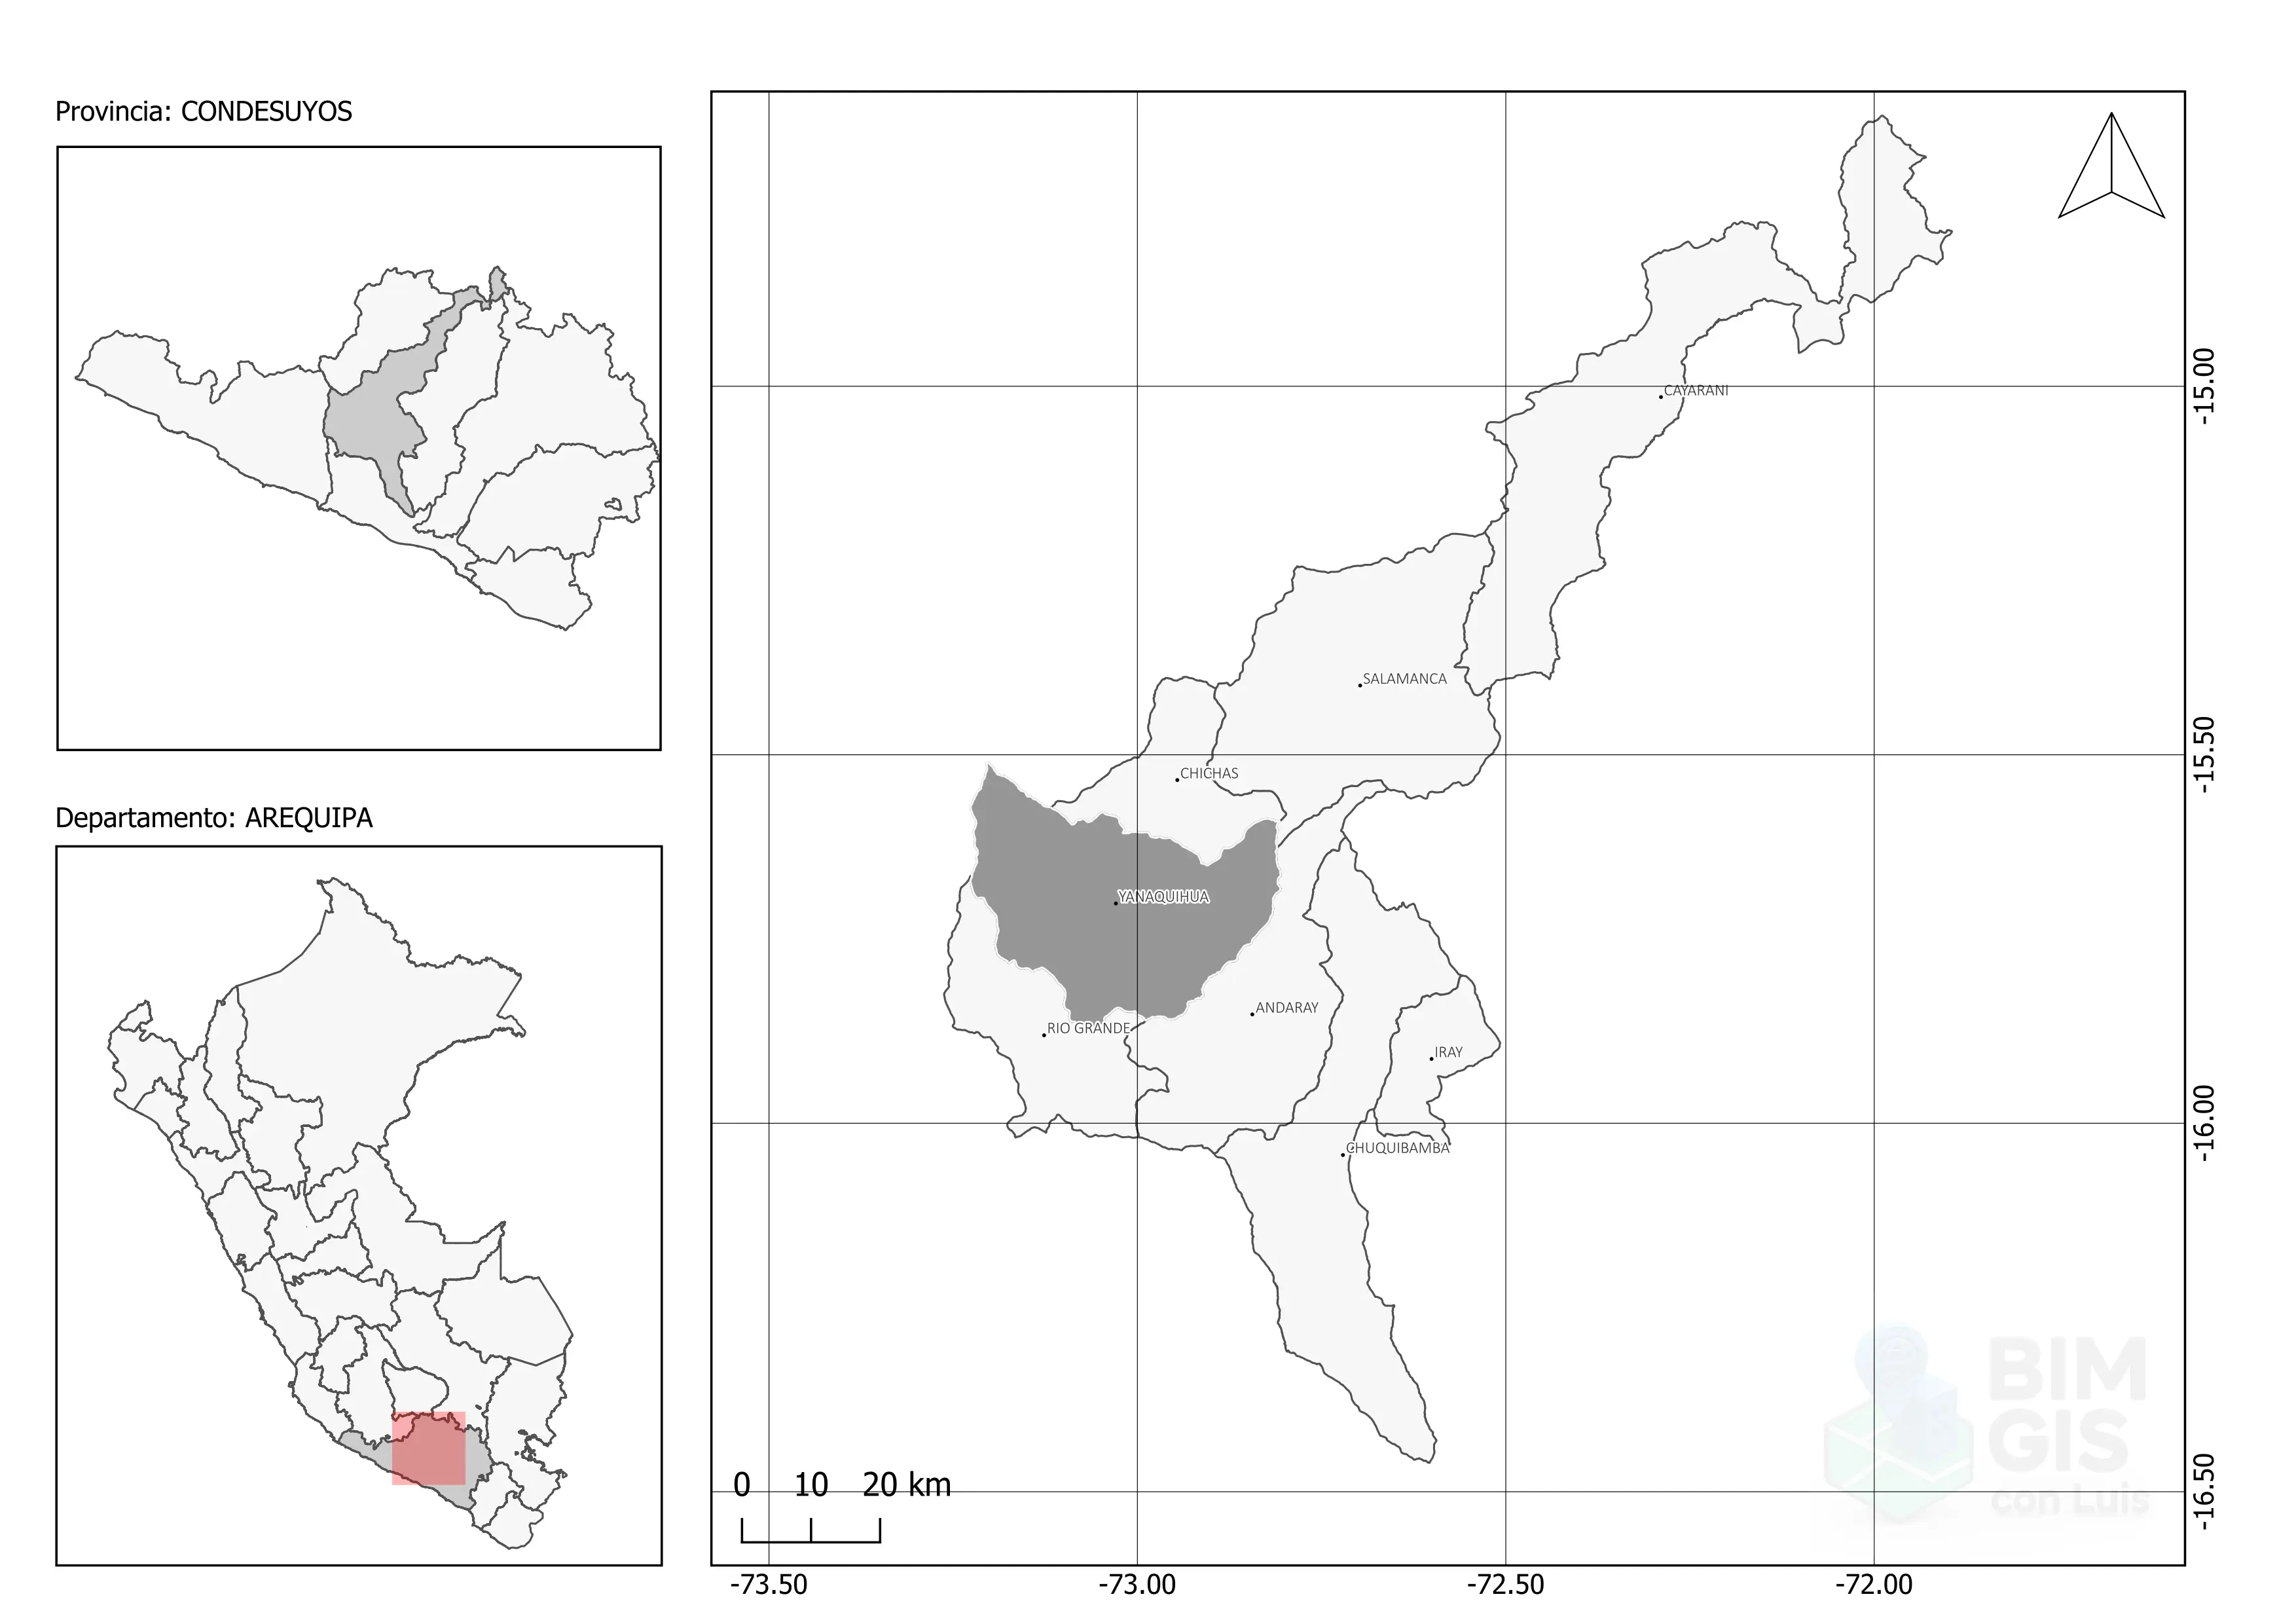 Provincia: CONDESUYOS
Departamento: AREQUIPA
CAYARANI
SALAMANCA
CHICHAS
YANAQUIHUA
ANDARAY
RIO GRANDE
IRAY
CHUQUIBAMBA
-15.00
-15.50
-16.00
-16.50
0 10 20 km
-73.50 -73.00 -72.50 -72.00
BIM
GIS
con Luis